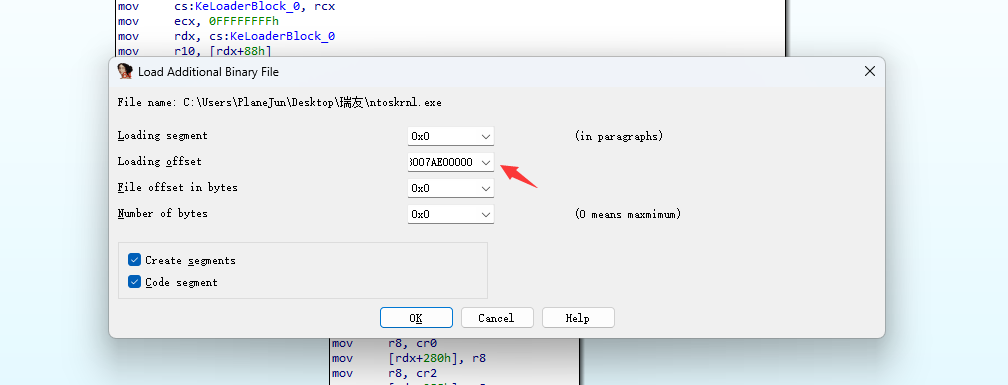 mov cs:KeLoaderBlock_0, rcx
mov ecx, 0FFFFFFFFh
mov rdx, cs:KeLoaderBlock_0
mov r10, [rdx+88h]
Load Additional Binary File
File name: C:\Users\PlaneJun\Desktop\瑞友\ntoskrnl.exe
Loading segment 0x0 (in paragraphs)
Loading offset 8007AE00000
File offset in bytes 0x0
Number of bytes 0x0 (0 means maxmimum)
Create segments
Code segment
OK Cancel Help
mov r8, cr0
mov [rdx+280h], r8
mov r8, cr2